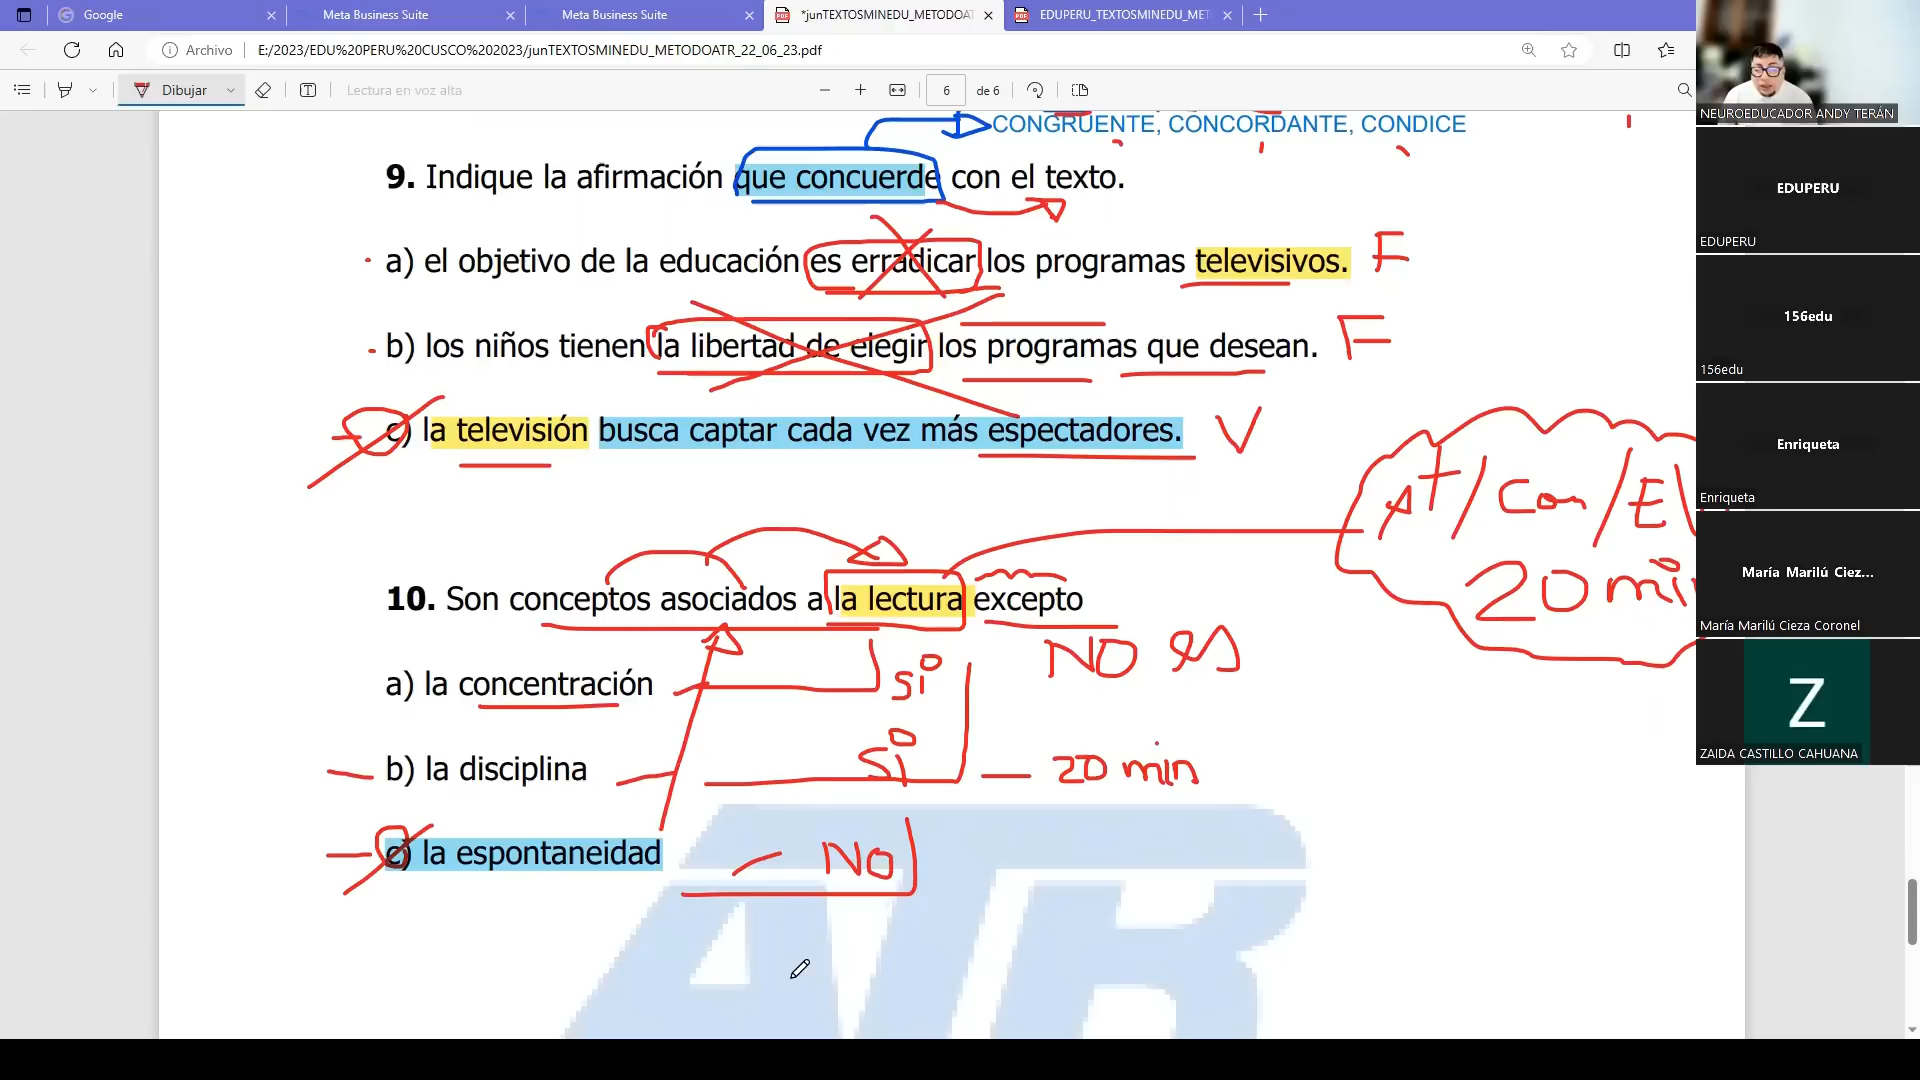 Google
Meta Business Suite
Meta Business Suite
*junTEXTOSMINEDU_METODOAT
EDUPERU_TEXTOSMINEDU_MET
Archivo
E:/2023/EDU%20PERU%20CUSCO%202023/junTEXTOSMINEDU_METODOATR_22_06_23.pdf
Dibujar
Lectura en voz alta
6
de 6
CONGRUENTE, CONCORDANTE, CONDICE
9. Indique la afirmación que concuerde con el texto.
a) el objetivo de la educación es erradicar los programas televisivos. F
b) los niños tienen la libertad de elegir los programas que desean. F
c) la televisión busca captar cada vez más espectadores. V
AT/Con/EV
20 min
10. Son conceptos asociados a la lectura excepto
NO es
a) la concentración si
b) la disciplina si 20 min
c) la espontaneidad NO
ATR
NEUROEDUCADOR ANDY TERÁN
EDUPERU
EDUPERU
156edu
156edu
Enriqueta
Enriqueta
María Marilú Ciez...
María Marilú Cieza Coronel
Z
ZAIDA CASTILLO CAHUANA